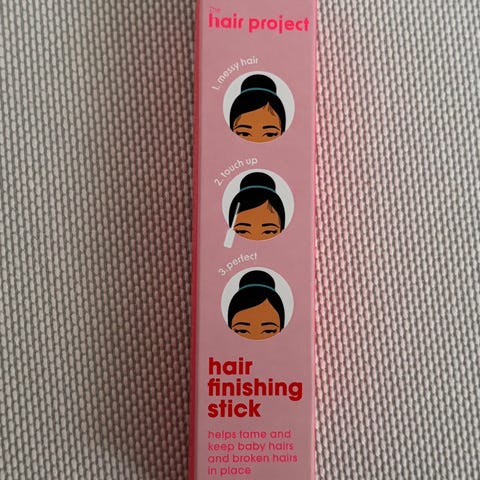 The
hair project
1. messy hair
2. touch up
3. perfect
hair
finishing
stick
helps tame and
keep baby hairs
and broken hairs
in place